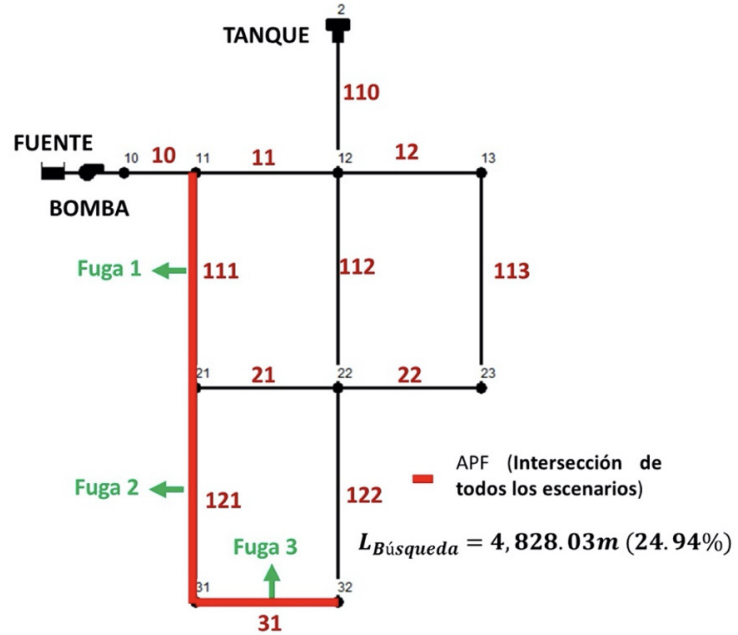 2
TANQUE
110
FUENTE
10
10
11
11
12
12
13
BOMBA
Fuga 1
111
112
113
21
21
22
22
23
APF (Intersección de
todos los escenarios)
Fuga 2
121
122
L_Búsqueda = 4,828.03m (24.94%)
Fuga 3
31
32
31